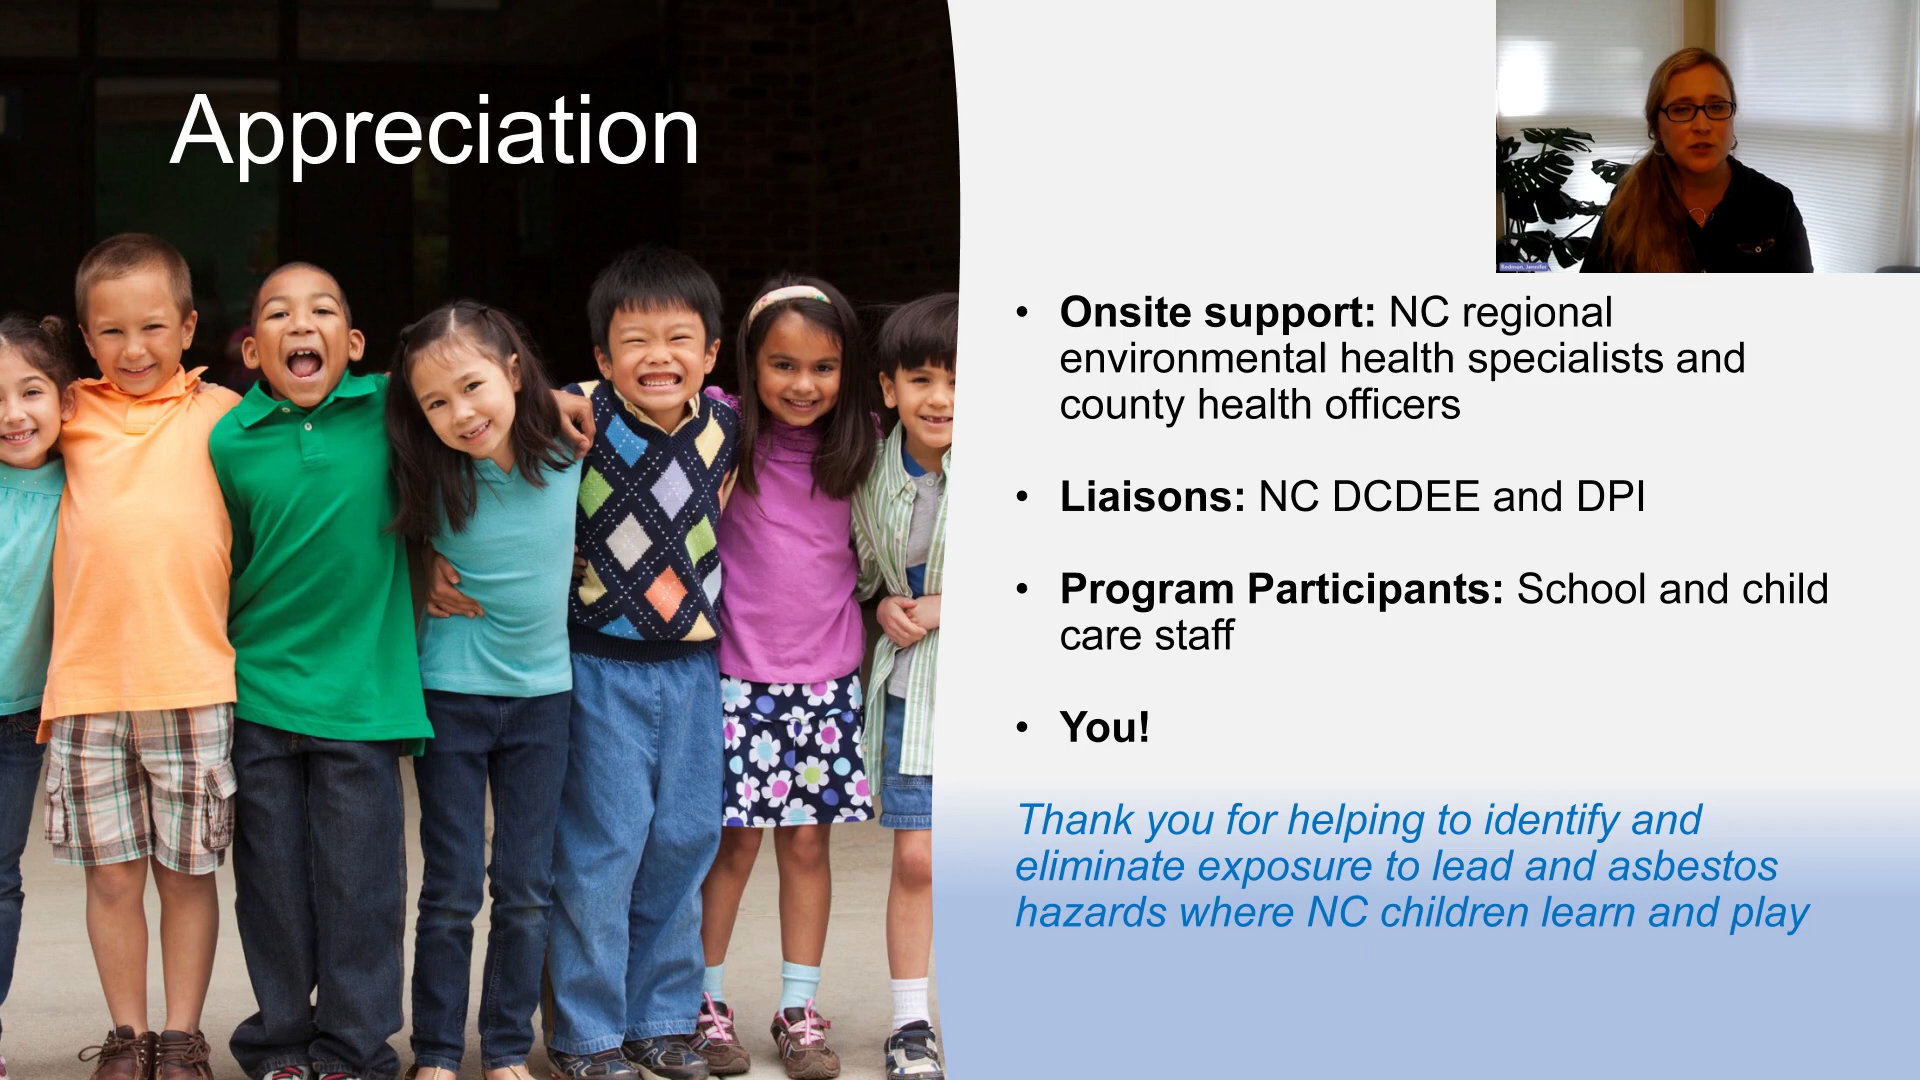 Appreciation
Redmon, Jennifer
• Onsite support: NC regional
environmental health specialists and
county health officers
• Liaisons: NC DCDEE and DPI
• Program Participants: School and child
care staff
• You!
Thank you for helping to identify and
eliminate exposure to lead and asbestos
hazards where NC children learn and play